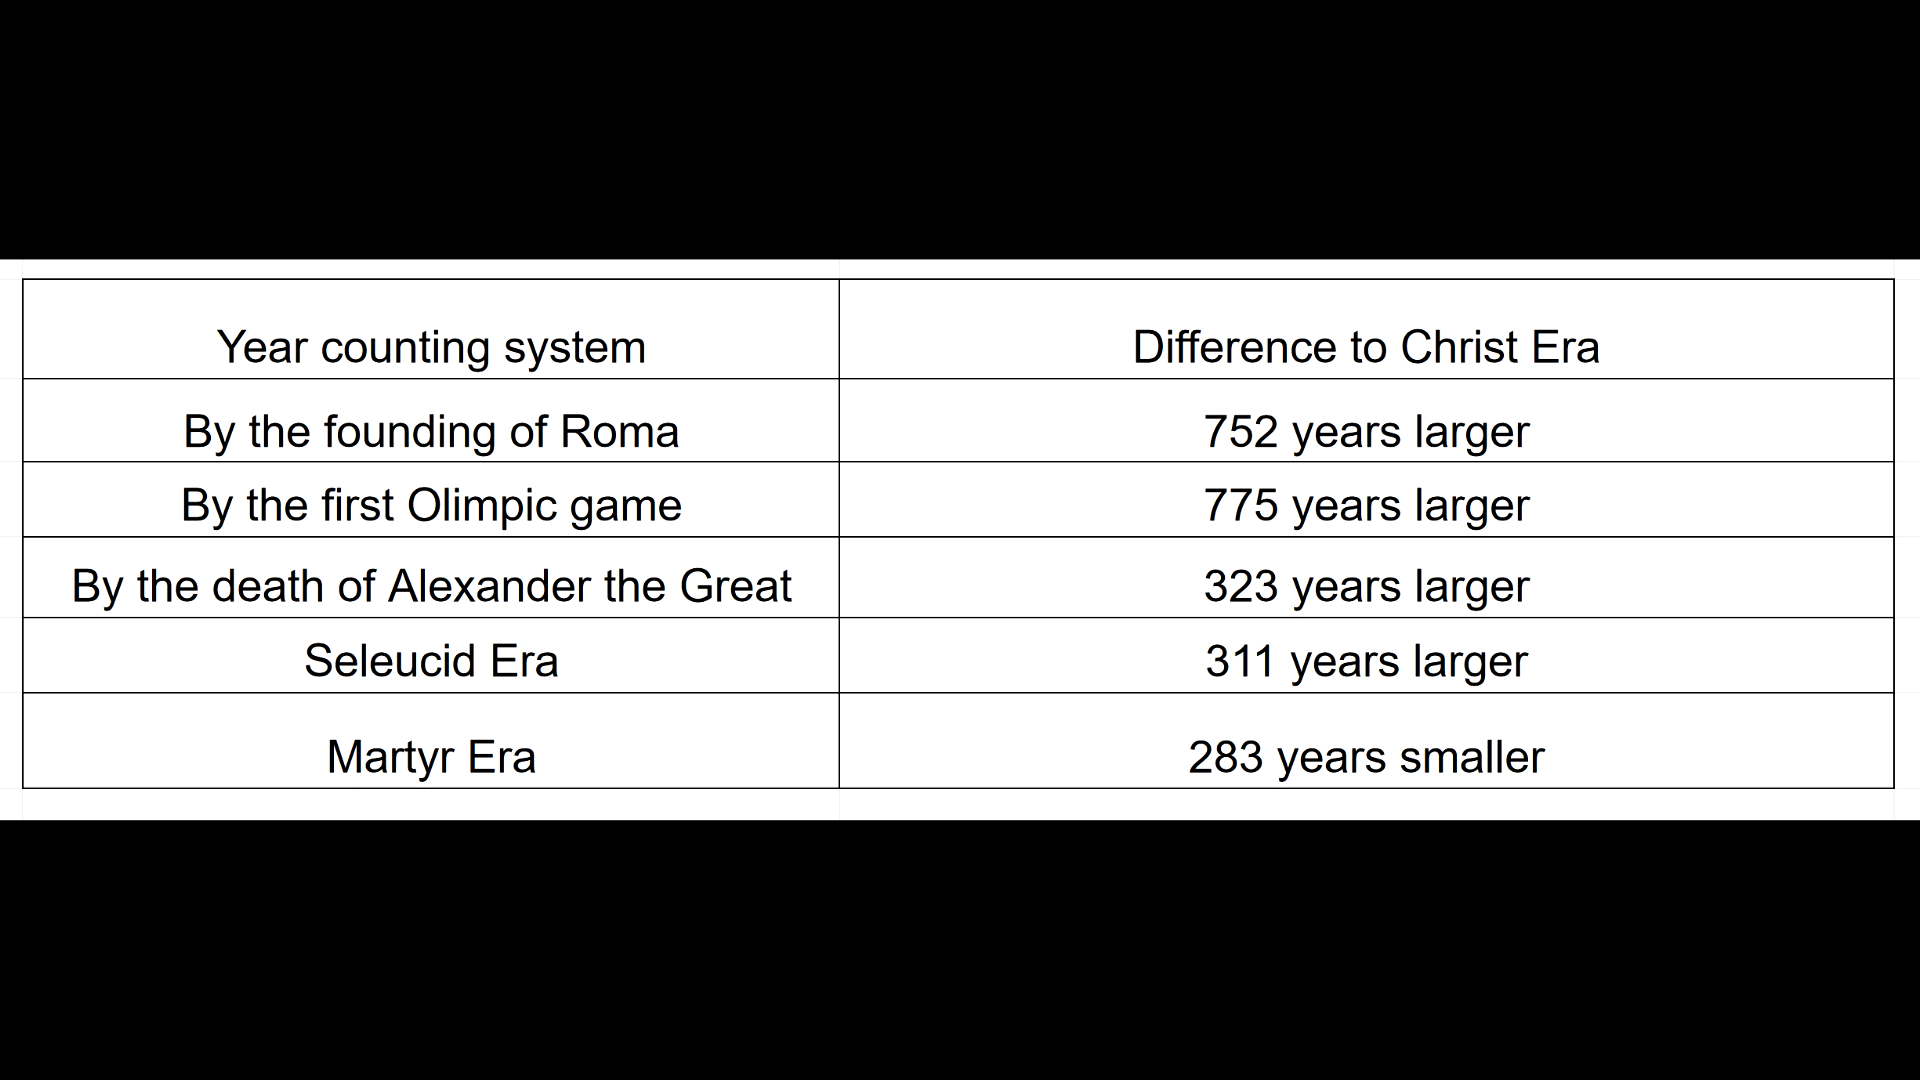 Year counting system Difference to Christ Era
By the founding of Roma 752 years larger
By the first Olimpic game 775 years larger
By the death of Alexander the Great 323 years larger
Seleucid Era 311 years larger
Martyr Era 283 years smaller